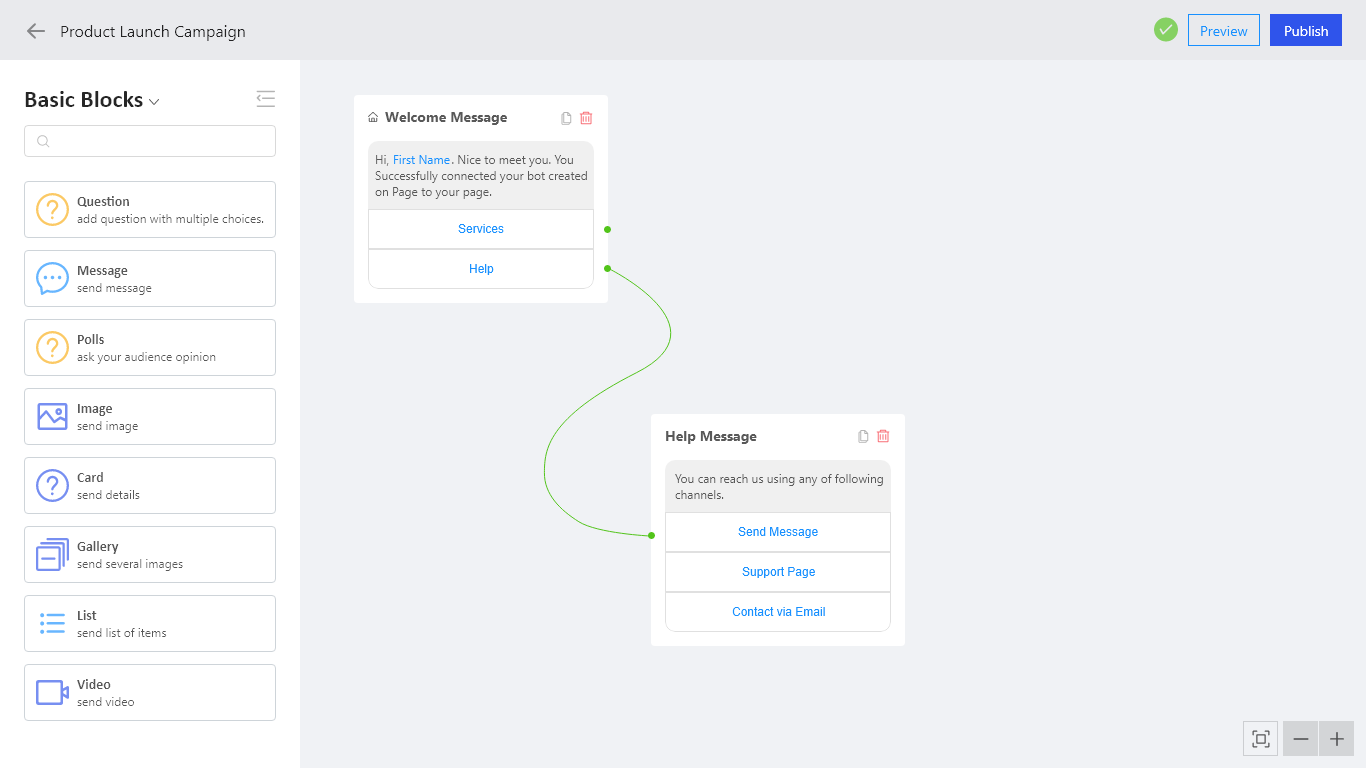 Product Launch Campaign
Preview
Publish
Basic Blocks
Question
add question with multiple choices.
Message
send message
Polls
ask your audience opinion
Image
send image
Card
send details
Gallery
send several images
List
send list of items
Video
send video
Welcome Message
Hi, First Name. Nice to meet you. You
Successfully connected your bot created
on Page to your page.
Services
Help
Help Message
You can reach us using any of following
channels.
Send Message
Support Page
Contact via Email